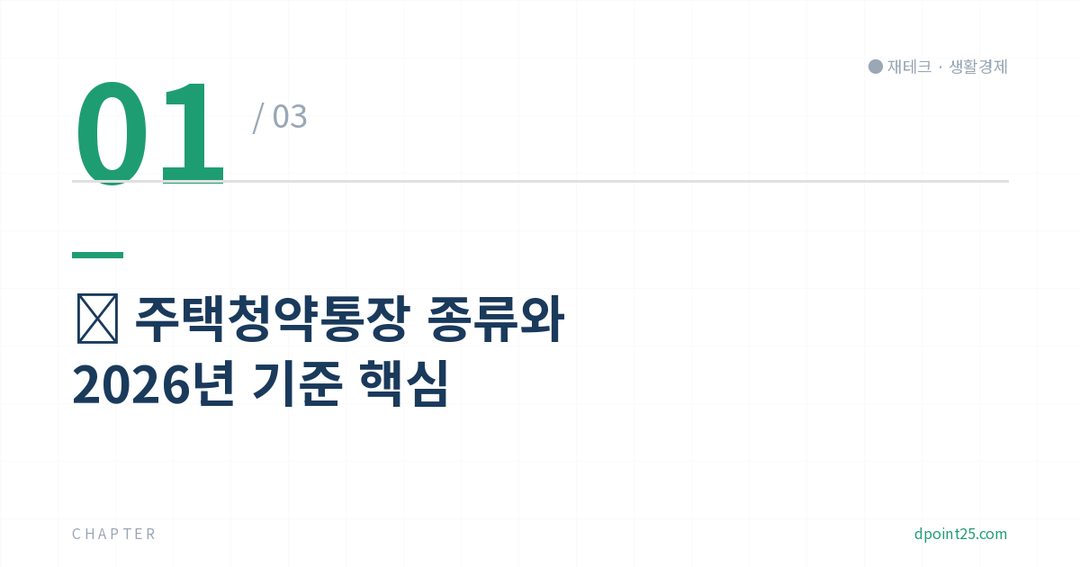 01 / 03
재테크 · 생활경제
주택청약통장 종류와
2026년 기준 핵심
CHAPTER
dpoint25.com